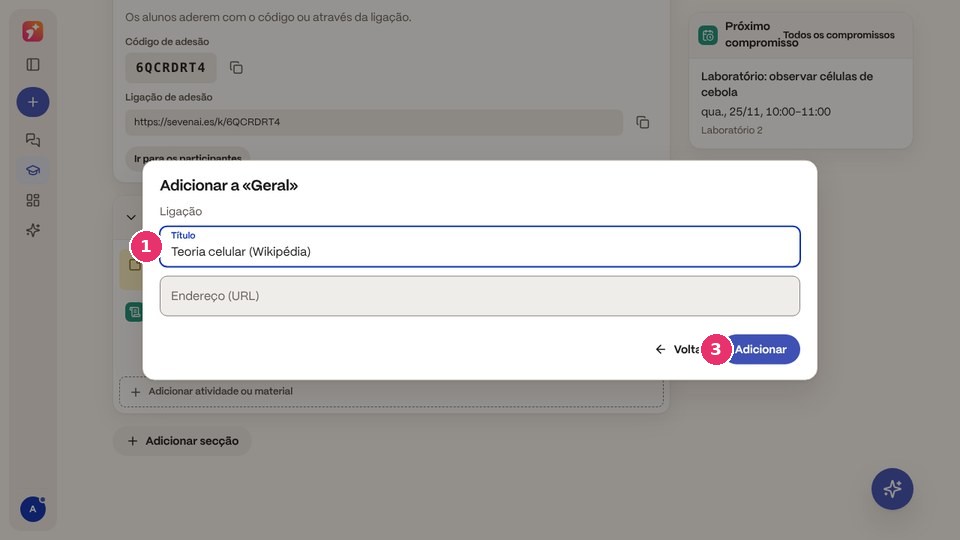 Os alunos aderem com o código ou através da ligação.
Código de adesão
6QCRDRT4
Ligação de adesão
https://sevenai.es/k/6QCRDRT4
Ir para os participantes
Próximo compromisso
Todos os compromissos
Laboratório: observar células de
cebola
qua., 25/11, 10:00–11:00
Laboratório 2
Adicionar a «Geral»
Ligação
1
Título
Teoria celular (Wikipédia)
Endereço (URL)
3
Adicionar
Adicionar atividade ou material
Adicionar secção
A